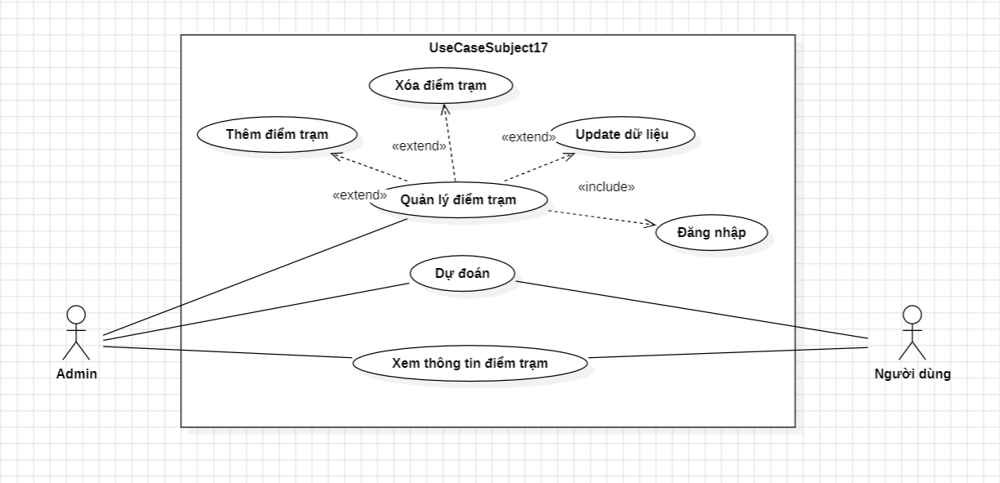 UseCaseSubject17
Xóa điểm trạm
Thêm điểm trạm
«extend»
«extend»
Update dữ liệu
«extend»
Quản lý điểm trạm
«include»
Đăng nhập
Dự đoán
Xem thông tin điểm trạm
Admin
Người dùng